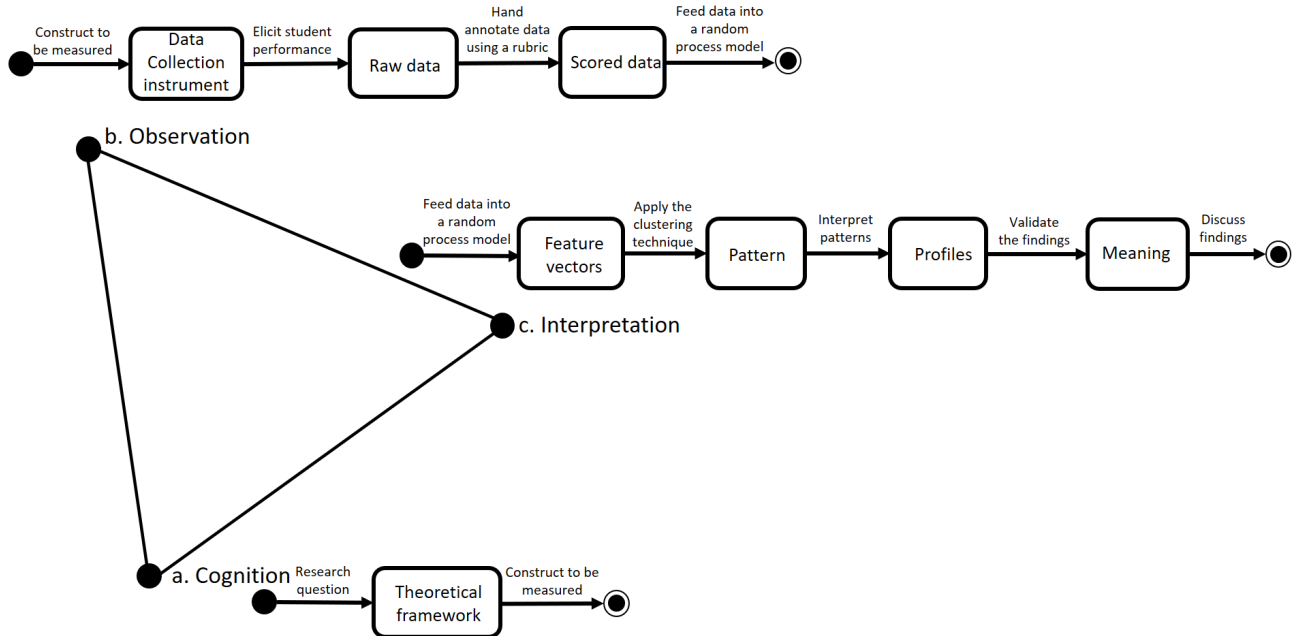 Construct to
be measured
Data
Collection
instrument
Elicit student
performance
Raw data
Hand
annotate data
using a rubric
Scored data
Feed data into
a random
process model
b. Observation
Feed data into
a random
process model
Feature
vectors
Apply the
clustering
technique
Pattern
Interpret
patterns
Profiles
Validate
the findings
Meaning
Discuss
findings
c. Interpretation
a. Cognition
Research
question
Theoretical
framework
Construct to be
measured